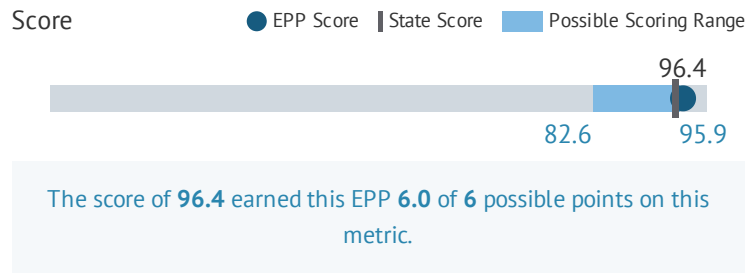 Score EPP Score State Score Possible Scoring Range
96.4
82.6 95.9
The score of 96.4 earned this EPP 6.0 of 6 possible points on this
metric.